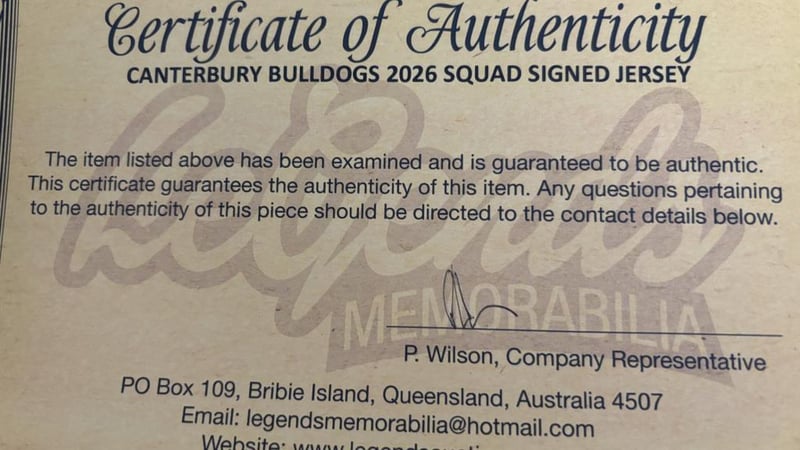 Certificate of Authenticity
CANTERBURY BULLDOGS 2026 SQUAD SIGNED JERSEY
The item listed above has been examined and is guaranteed to be authentic.
This certificate guarantees the authenticity of this item. Any questions pertaining
to the authenticity of this piece should be directed to the contact details below.
Legends
MEMORABILIA
P. Wilson, Company Representative
PO Box 109, Bribie Island, Queensland, Australia 4507
Email: legendsmemorabilia@hotmail.com
Website: